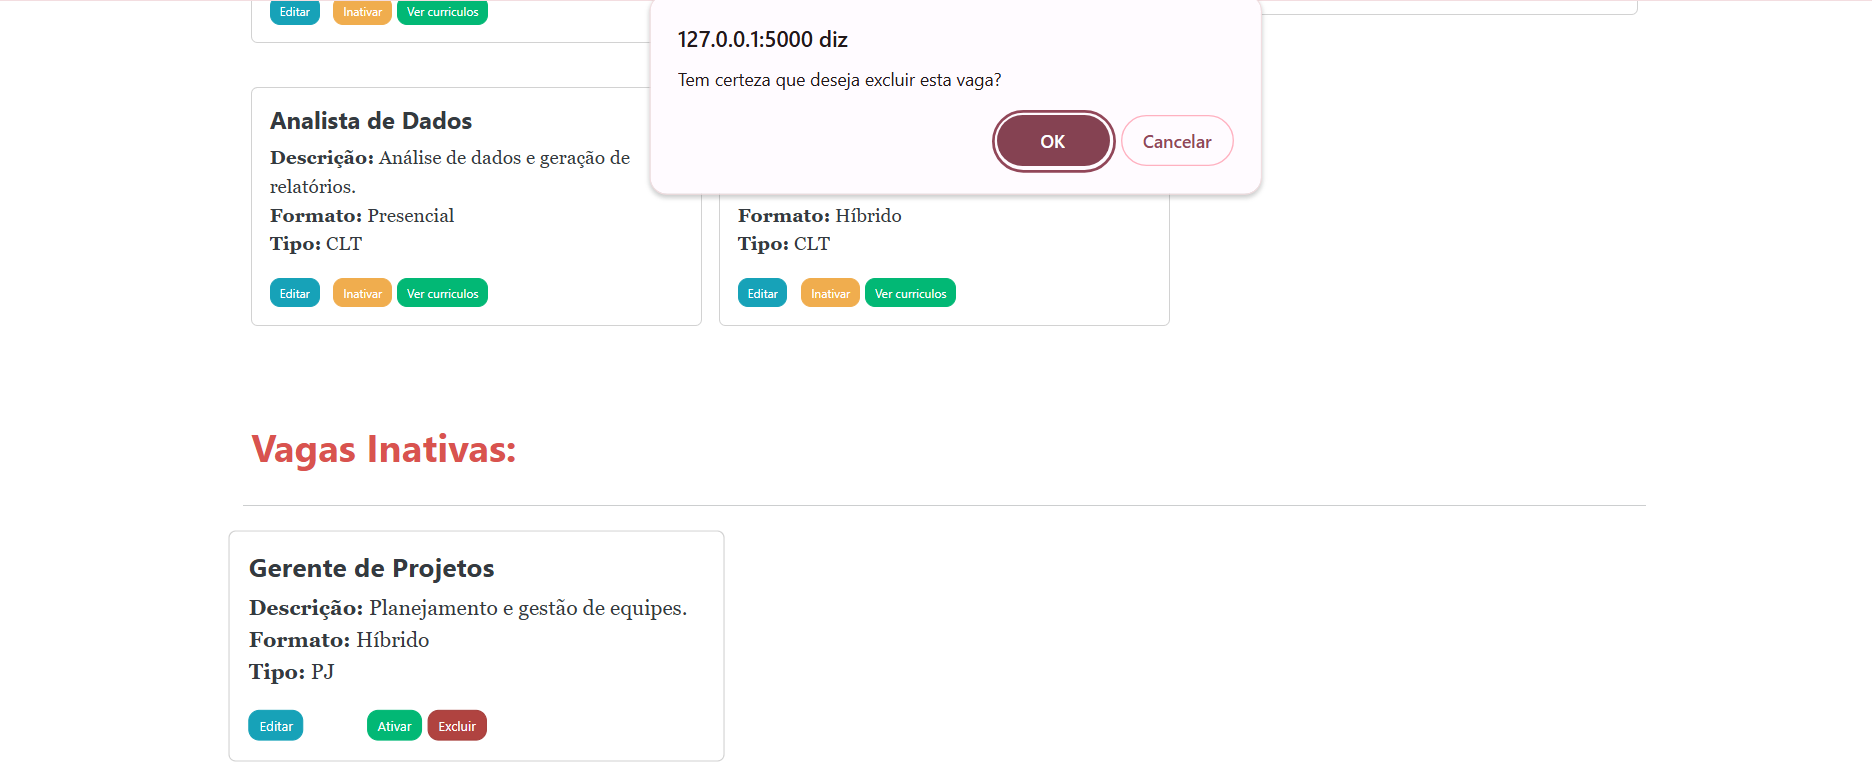 Editar Inativar Ver curriculos
127.0.0.1:5000 diz
Tem certeza que deseja excluir esta vaga?
OK Cancelar
Analista de Dados
Descrição: Análise de dados e geração de
relatórios.
Formato: Presencial
Tipo: CLT
Editar Inativar Ver curriculos
Formato: Híbrido
Tipo: CLT
Editar Inativar Ver curriculos
Vagas Inativas:
Gerente de Projetos
Descrição: Planejamento e gestão de equipes.
Formato: Híbrido
Tipo: PJ
Editar Ativar Excluir